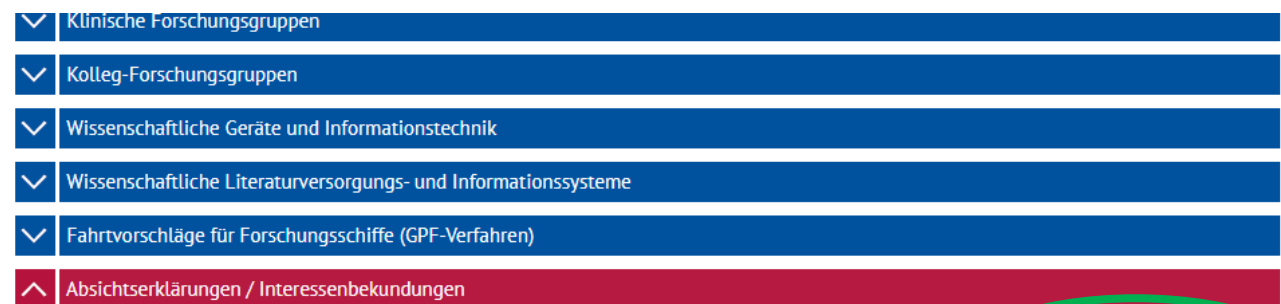 Klinische Forschungsgruppen
Kolleg-Forschungsgruppen
Wissenschaftliche Geräte und Informationstechnik
Wissenschaftliche Literaturversorgungs- und Informationssysteme
Fahrtvorschläge für Forschungsschiffe (GPF-Verfahren)
Absichtserklärungen / Interessenbekundungen